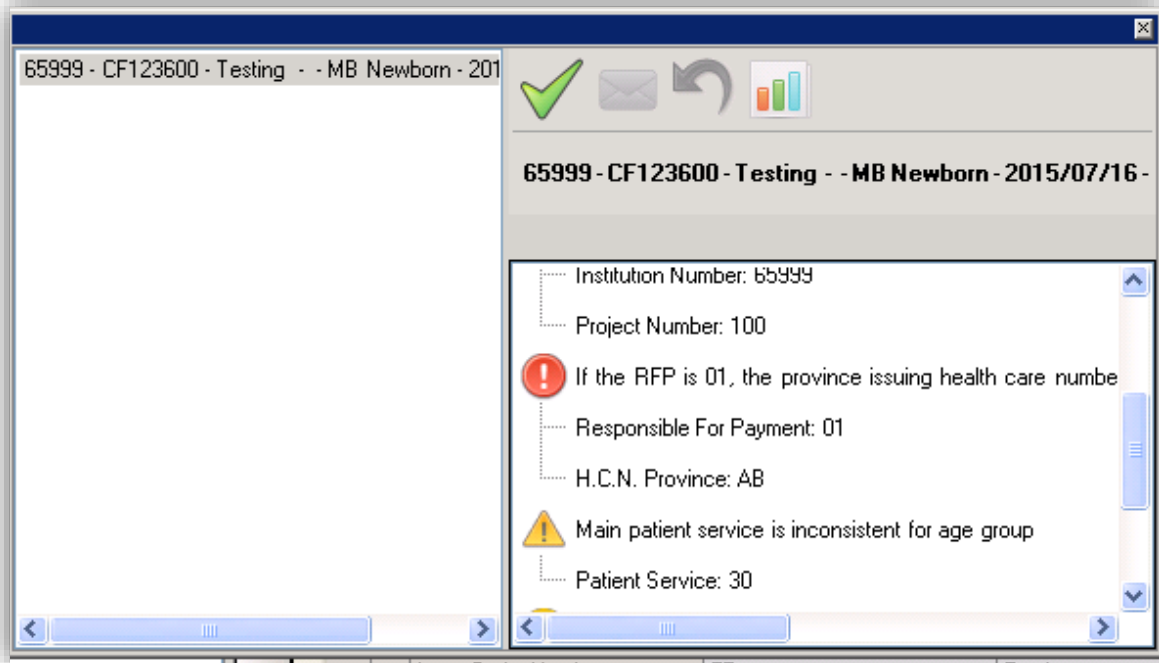 65999 - CF123600 - Testing - - MB Newborn - 201
65999 - CF123600 - Testing - - MB Newborn - 2015/07/16 -
Institution Number: 65999
Project Number: 100
If the RFP is 01, the province issuing health care numbe
Responsible For Payment: 01
H.C.N. Province: AB
Main patient service is inconsistent for age group
Patient Service: 30